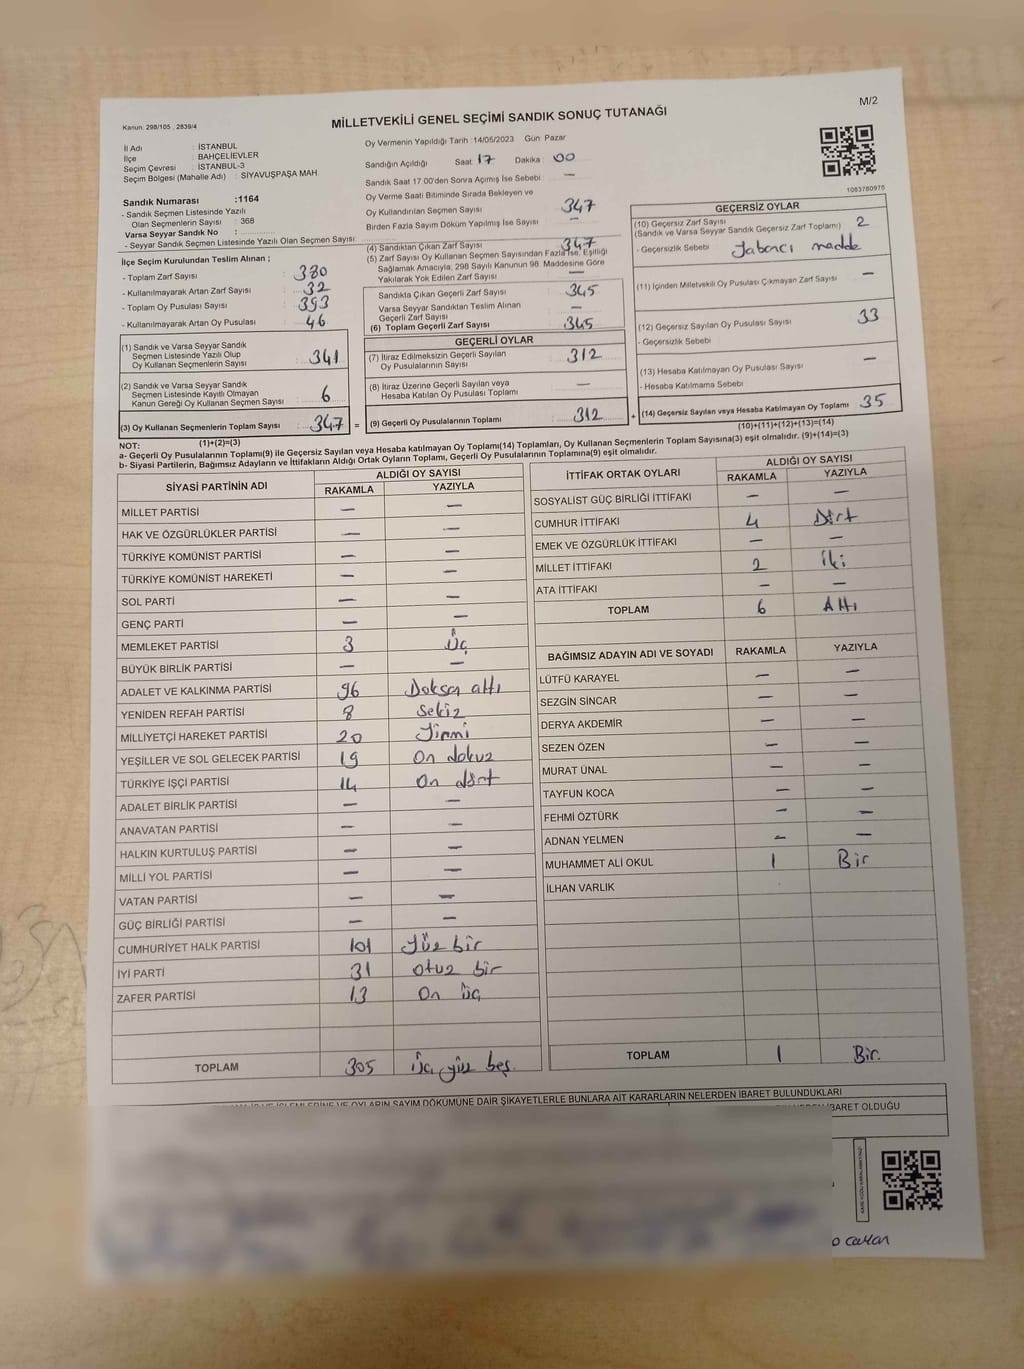 Kanun: 298/105 , 2839/4
MİLLETVEKİLİ GENEL SEÇİMİ SANDIK SONUÇ TUTANAĞI
M/2
İl Adı : İSTANBUL
İlçe : BAHÇELİEVLER
Seçim Çevresi : İSTANBUL-3
Seçim Bölgesi (Mahalle Adı) : SİYAVUŞPAŞA MAH.
Sandık Numarası :1164
- Sandık Seçmen Listesinde Yazılı
Olan Seçmenlerin Sayısı : 368
Varsa Seyyar Sandık No :
- Seyyar Sandık Seçmen Listesinde Yazılı Olan Seçmen Sayısı:
İlçe Seçim Kurulundan Teslim Alınan ;
- Toplam Zarf Sayısı : 380
- Kullanılmayarak Artan Zarf Sayısı : 32
- Toplam Oy Pusulası Sayısı : 393
- Kullanılmayarak Artan Oy Pusulası : 46
(1) Sandık ve Varsa Seyyar Sandık
Seçmen Listesinde Yazılı Olup
Oy Kullanan Seçmenlerin Sayısı : 341
(2) Sandık ve Varsa Seyyar Sandık
Seçmen Listesinde Kayıtlı Olmayan
Kanun Gereği Oy Kullanan Seçmen Sayısı : 6
(3) Oy Kullanan Seçmenlerin Toplam Sayısı : 347 =
Oy Vermenin Yapıldığı Tarih :14/05/2023 Gün: Pazar
Sandığın Açıldığı Saat: 17 Dakika : 00
Sandık Saat 17.00'den Sonra Açımış İse Sebebi : —
Oy Verme Saati Bitiminde Sırada Bekleyen ve
Oy Kullandırılan Seçmen Sayısı : 347
Birden Fazla Sayım Döküm Yapılmış İse Sayısı : —
(4) Sandıktan Çıkan Zarf Sayısı : 347
(5) Zarf Sayısı Oy Kullanan Seçmen Sayısından Fazla İse, Eşitliği
Sağlamak Amacıyla, 298 Sayılı Kanunun 98. Maddesine Göre
Yakılarak Yok Edilen Zarf Sayısı : —
Sandıkta Çıkan Geçerli Zarf Sayısı : 345
Varsa Seyyar Sandıktan Teslim Alınan
Geçerli Zarf Sayısı : —
(6) Toplam Geçerli Zarf Sayısı : 345
GEÇERLİ OYLAR
(7) İtiraz Edilmeksizin Geçerli Sayılan
Oy Pusulalarının Sayısı : 312
(8) İtiraz Üzerine Geçerli Sayılan veya
Hesaba Katılan Oy Pusulası Toplamı : —
(9) Geçerli Oy Pusulalarının Toplamı : 312 +
1063780976
GEÇERSİZ OYLAR
(10) Geçersiz Zarf Sayısı
(Sandık ve Varsa Seyyar Sandık Geçersiz Zarf Toplamı) : 2
- Geçersizlik Sebebi : Yabancı madde
(11) İçinden Milletvekili Oy Pusulası Çıkmayan Zarf Sayısı : —
(12) Geçersiz Sayılan Oy Pusulası Sayısı : 33
- Geçersizlik Sebebi :
(13) Hesaba Katılmayan Oy Pusulası Sayısı : —
- Hesaba Katılmama Sebebi :
(14) Geçersiz Sayılan veya Hesaba Katılmayan Oy Toplamı : 35
(10)+(11)+(12)+(13)=(14)
NOT: (1)+(2)=(3)
a- Geçerli Oy Pusulalarının Toplamı(9) ile Geçersiz Sayılan veya Hesaba katılmayan Oy Toplamı(14) Toplamları, Oy Kullanan Seçmenlerin Toplam Sayısına(3) eşit olmalıdır. (9)+(14)=(3)
b- Siyasi Partilerin, Bağımsız Adayların ve İttifakların Aldığı Ortak Oyların Toplamı, Geçerli Oy Pusulalarının Toplamına(9) eşit olmalıdır.
SİYASİ PARTİNİN ADI ALDIĞI OY SAYISI
RAKAMLA YAZIYLA
MİLLET PARTİSİ — —
HAK VE ÖZGÜRLÜKLER PARTİSİ — —
TÜRKİYE KOMÜNİST PARTİSİ — —
TÜRKİYE KOMÜNİST HAREKETİ — —
SOL PARTİ — —
GENÇ PARTİ — —
MEMLEKET PARTİSİ 3 Üç
BÜYÜK BİRLİK PARTİSİ — —
ADALET VE KALKINMA PARTİSİ 96 Doksan altı
YENİDEN REFAH PARTİSİ 8 Sekiz
MİLLİYETÇİ HAREKET PARTİSİ 20 Yirmi
YEŞİLLER VE SOL GELECEK PARTİSİ 19 On dokuz
TÜRKİYE İŞÇİ PARTİSİ 14 On dört
ADALET BİRLİK PARTİSİ — —
ANAVATAN PARTİSİ — —
HALKIN KURTULUŞ PARTİSİ — —
MİLLİ YOL PARTİSİ — —
VATAN PARTİSİ — —
GÜÇ BİRLİĞİ PARTİSİ — —
CUMHURİYET HALK PARTİSİ 101 Yüz bir
İYİ PARTİ 31 Otuz bir
ZAFER PARTİSİ 13 On üç
TOPLAM 305 Üç yüz beş
İTTİFAK ORTAK OYLARI ALDIĞI OY SAYISI
RAKAMLA YAZIYLA
SOSYALİST GÜÇ BİRLİĞİ İTTİFAKI — —
CUMHUR İTTİFAKI 4 Dört
EMEK VE ÖZGÜRLÜK İTTİFAKI — —
MİLLET İTTİFAKI 2 İki
ATA İTTİFAKI — —
TOPLAM 6 Altı
BAĞIMSIZ ADAYIN ADI VE SOYADI RAKAMLA YAZIYLA
LÜTFÜ KARAYEL — —
SEZGİN SİNCAR — —
DERYA AKDEMİR — —
SEZEN ÖZEN — —
MURAT ÜNAL — —
TAYFUN KOCA — —
FEHMİ ÖZTÜRK — —
ADNAN YELMEN — —
MUHAMMET ALİ OKUL 1 Bir
İLHAN VARLIK
TOPLAM 1 Bir.
İŞLEMLERİNE VE OYLARIN SAYIM DÖKÜMÜNE DAİR ŞİKAYETLERLE BUNLARA AİT KARARLARIN NELERDEN İBARET BULUNDUKLARI
İBARET OLDUĞU